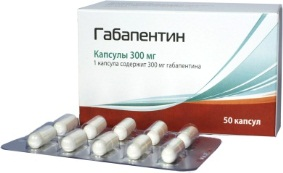 Габапентин
Капсулы 300 мг
1 капсула содержит 300 мг габапентина
50 капсул